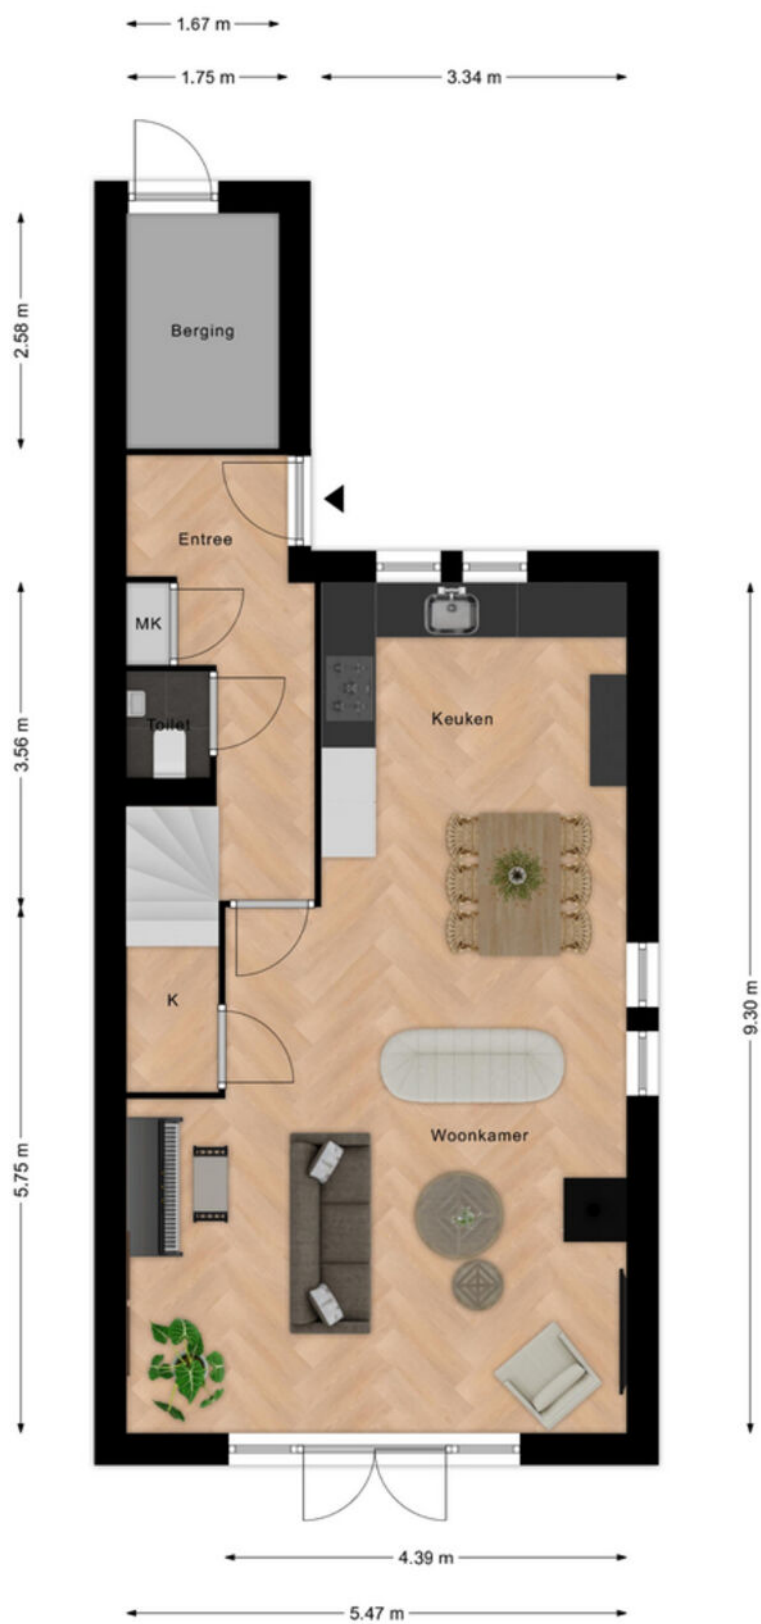 1.67 m
1.75 m
3.34 m
2.58 m
Berging
Entree
MK
Toilet
Keuken
3.56 m
K
9.30 m
Woonkamer
5.75 m
4.39 m
5.47 m